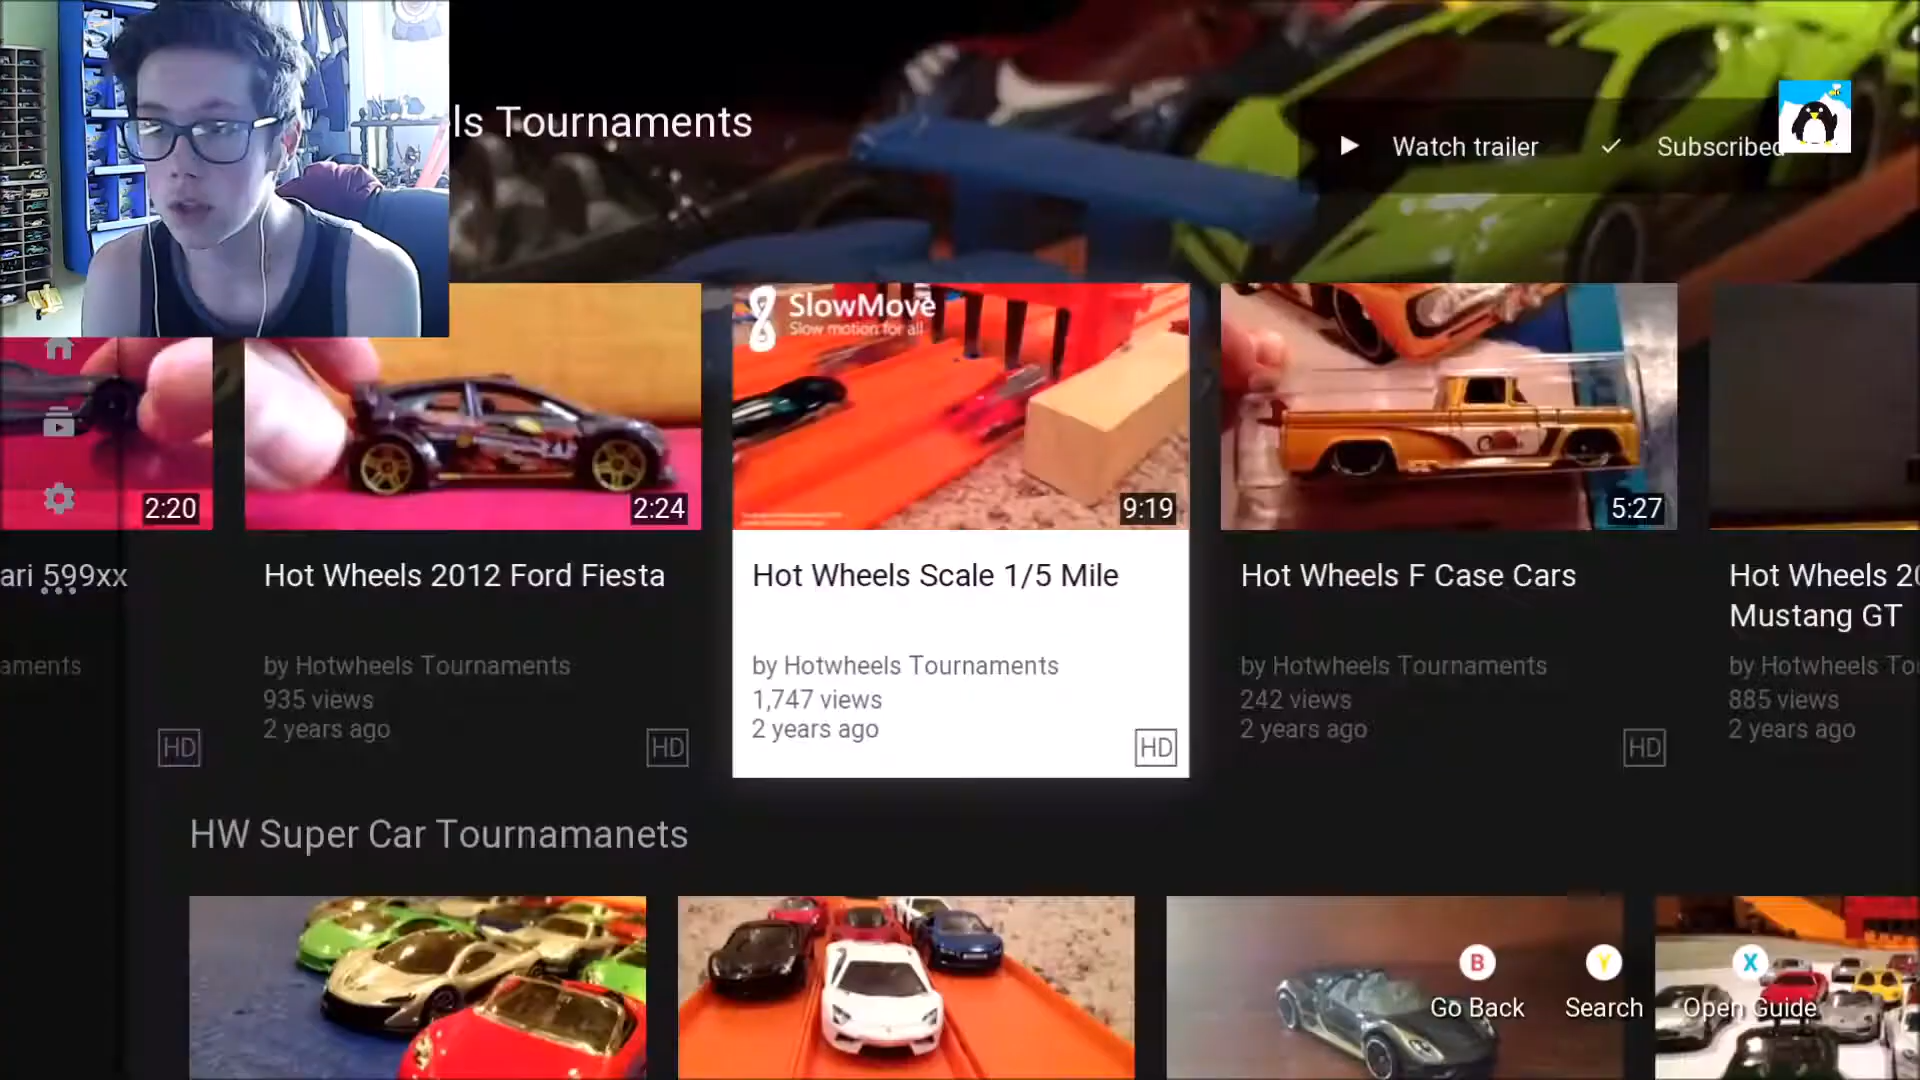 ls Tournaments
Watch trailer
Subscribed
SlowMove
Slow motion for all
2:20
2:24
9:19
5:27
ari 599xx
Hot Wheels 2012 Ford Fiesta
Hot Wheels Scale 1/5 Mile
Hot Wheels F Case Cars
Hot Wheels 20
Mustang GT
aments
by Hotwheels Tournaments
935 views
2 years ago
HD
HD
by Hotwheels Tournaments
1,747 views
2 years ago
HD
by Hotwheels Tournaments
242 views
2 years ago
HD
by Hotwheels To
885 views
2 years ago
HW Super Car Tournamanets
B
Go Back
Y
Search
X
Open Guide